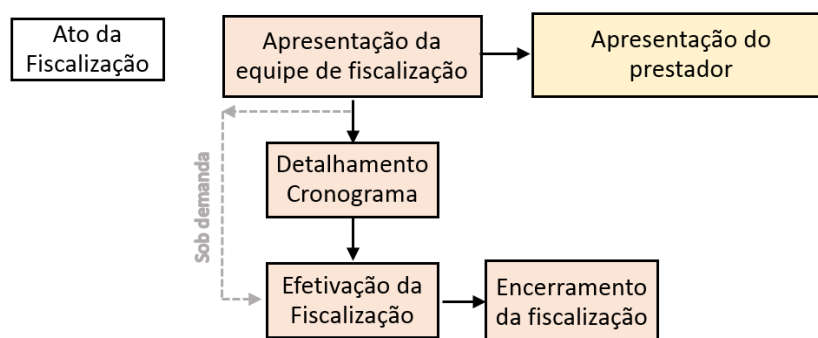 Ato da
Fiscalização
Apresentação da
equipe de fiscalização
Apresentação do
prestador
Sob demanda
Detalhamento
Cronograma
Efetivação da
Fiscalização
Encerramento
da fiscalização